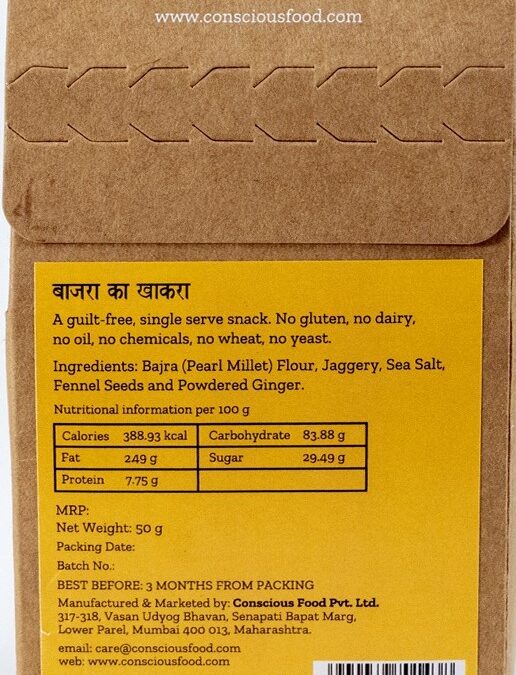 www.consciousfood.com
बाजरा का खाकरा
A guilt-free, single serve snack. No gluten, no dairy,
no oil, no chemicals, no wheat, no yeast.
Ingredients: Bajra (Pearl Millet) Flour, Jaggery, Sea Salt,
Fennel Seeds and Powdered Ginger.
Nutritional information per 100 g
Calories 388.93 kcal Carbohydrate 83.88 g
Fat 2.49 g Sugar 29.49 g
Protein 7.75 g
MRP:
Net Weight: 50 g
Packing Date:
Batch No.:
BEST BEFORE: 3 MONTHS FROM PACKING
Manufactured & Marketed by: Conscious Food Pvt. Ltd.
317-318, Vasan Udyog Bhavan, Senapati Bapat Marg,
Lower Parel, Mumbai 400 013, Maharashtra.
email: care@consciousfood.com
web: www.consciousfood.com